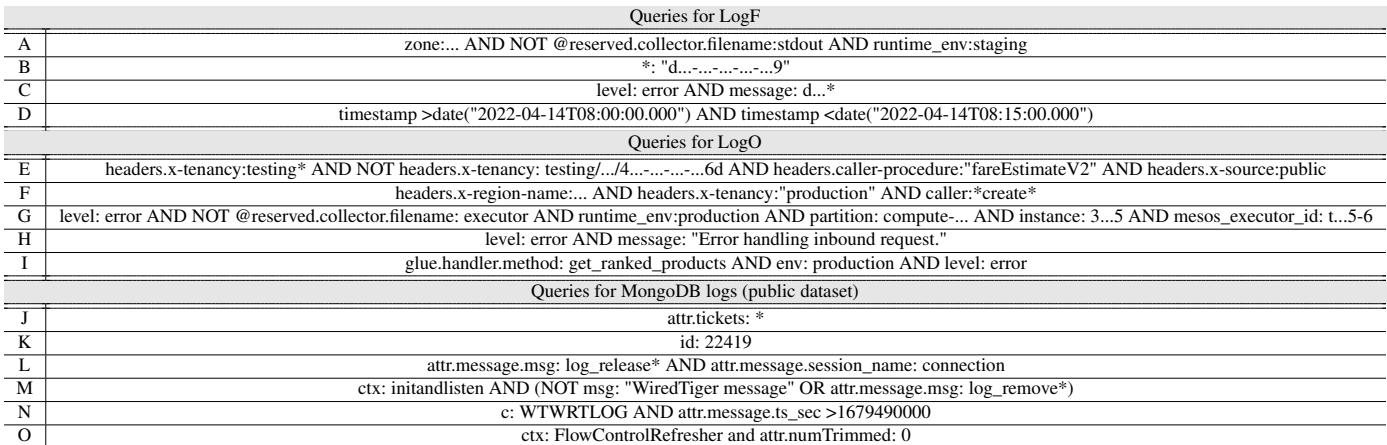 Queries for LogF
A zone:... AND NOT @reserved.collector.filename:stdout AND runtime_env:staging
B *: "d...-...-...-...-...9"
C level: error AND message: d...*
D timestamp >date("2022-04-14T08:00:00.000") AND timestamp <date("2022-04-14T08:15:00.000")
Queries for LogO
E headers.x-tenancy:testing* AND NOT headers.x-tenancy: testing/.../4...-...-...-...6d AND headers.caller-procedure:"fareEstimateV2" AND headers.x-source:public
F headers.x-region-name:... AND headers.x-tenancy:"production" AND caller:*create*
G level: error AND NOT @reserved.collector.filename: executor AND runtime_env:production AND partition: compute-... AND instance: 3...5 AND mesos_executor_id: t...5-6
H level: error AND message: "Error handling inbound request."
I glue.handler.method: get_ranked_products AND env: production AND level: error
Queries for MongoDB logs (public dataset)
J attr.tickets: *
K id: 22419
L attr.message.msg: log_release* AND attr.message.session_name: connection
M ctx: initandlisten AND (NOT msg: "WiredTiger message" OR attr.message.msg: log_remove*)
N c: WTWRTLOG AND attr.message.ts_sec >1679490000
O ctx: FlowControlRefresher and attr.numTrimmed: 0